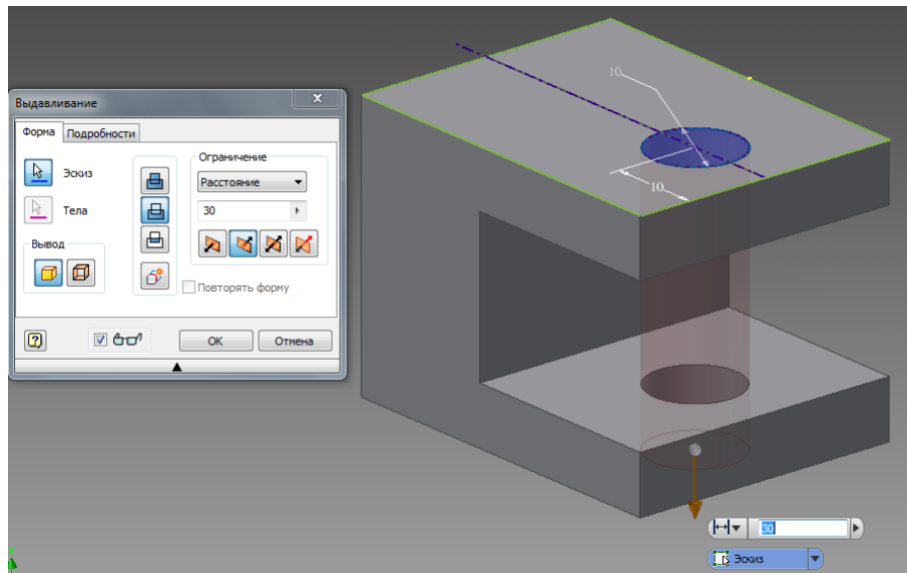 Выдавливание
Форма
Подробности
Эскиз
Тела
Вывод
Ограничение
Расстояние
30
Повторять форму
ОК
Отмена
10
10
30
Эскиз